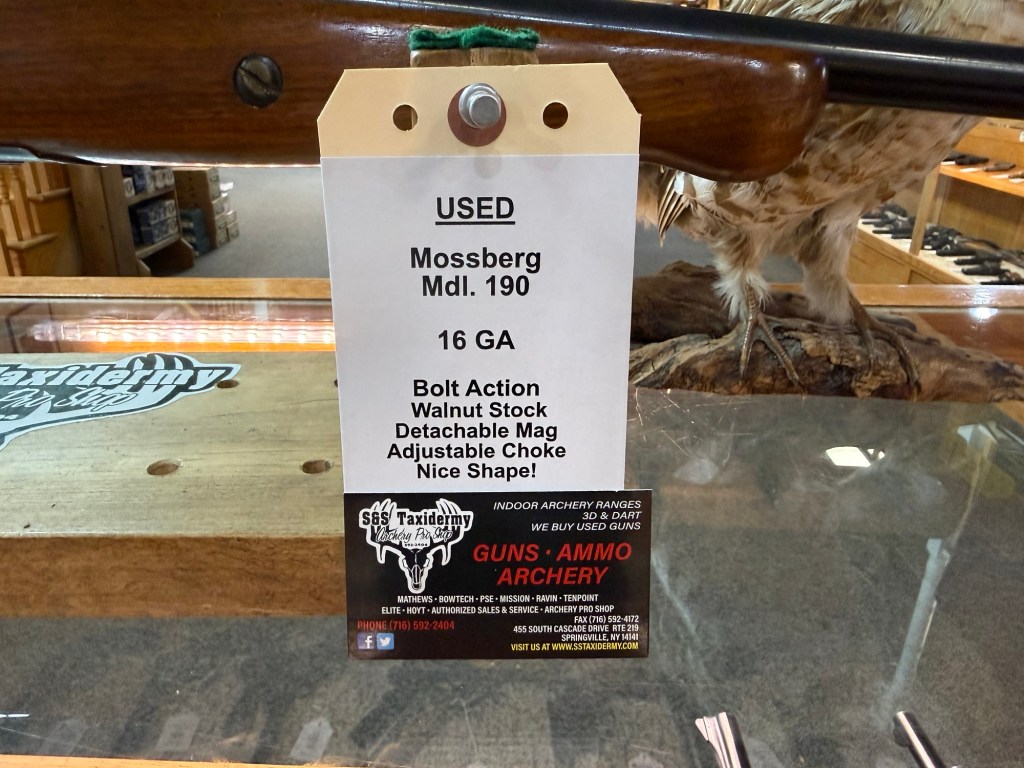 USED
Mossberg
Mdl. 190
16 GA
Bolt Action
Walnut Stock
Detachable Mag
Adjustable Choke
Nice Shape!
S&S Taxidermy
Archery Pro Shop
592-2404
INDOOR ARCHERY RANGES
3D & DART
WE BUY USED GUNS
GUNS · AMMO
ARCHERY
MATHEWS · BOWTECH · PSE · MISSION · RAVIN · TENPOINT
ELITE · HOYT · AUTHORIZED SALES & SERVICE · ARCHERY PRO SHOP
PHONE (716) 592-2404
FAX (716) 592-4172
455 SOUTH CASCADE DRIVE RTE 219
SPRINGVILLE, NY 14141
VISIT US AT WWW.SSTAXIDERMY.COM
Taxidermy
Pro Shop